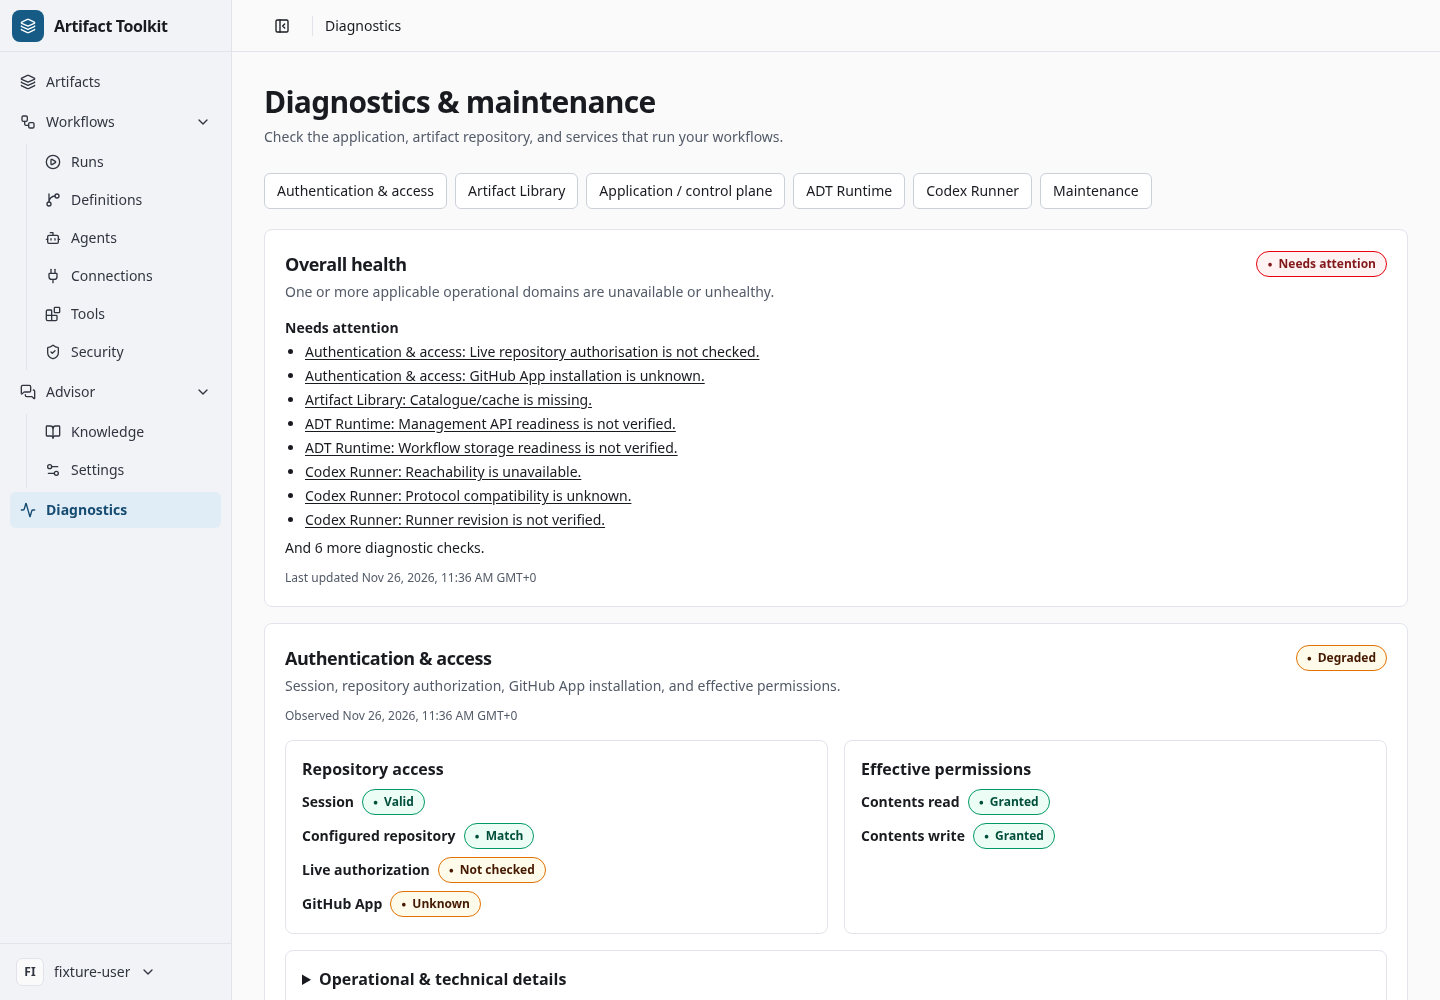 Artifact Toolkit
Diagnostics
Artifacts
Workflows
Runs
Definitions
Agents
Connections
Tools
Security
Advisor
Knowledge
Settings
Diagnostics
FI fixture-user
Diagnostics & maintenance
Check the application, artifact repository, and services that run your workflows.
Authentication & access Artifact Library Application / control plane ADT Runtime Codex Runner Maintenance
Overall health Needs attention
One or more applicable operational domains are unavailable or unhealthy.
Needs attention
Authentication & access: Live repository authorisation is not checked.
Authentication & access: GitHub App installation is unknown.
Artifact Library: Catalogue/cache is missing.
ADT Runtime: Management API readiness is not verified.
ADT Runtime: Workflow storage readiness is not verified.
Codex Runner: Reachability is unavailable.
Codex Runner: Protocol compatibility is unknown.
Codex Runner: Runner revision is not verified.
And 6 more diagnostic checks.
Last updated Nov 26, 2026, 11:36 AM GMT+0
Authentication & access Degraded
Session, repository authorization, GitHub App installation, and effective permissions.
Observed Nov 26, 2026, 11:36 AM GMT+0
Repository access
Session Valid
Configured repository Match
Live authorization Not checked
GitHub App Unknown
Effective permissions
Contents read Granted
Contents write Granted
Operational & technical details